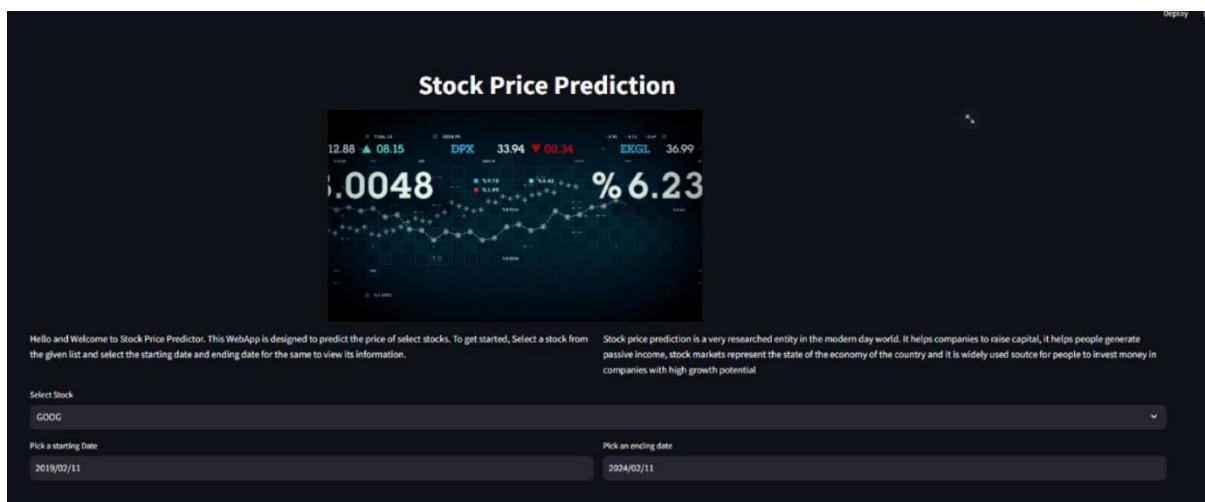 Deploy
Stock Price Prediction
12.88 ▲ 08.15 DPX 33.94 ▼ 00.34 EKGL 36.99
.0048 %6.23
Hello and Welcome to Stock Price Predictor. This WebApp is designed to predict the price of select stocks. To get started, Select a stock from
the given list and select the starting date and ending date for the same to view its information.
Stock price prediction is a very researched entity in the modern day world. It helps companies to raise capital, it helps people generate
passive income, stock markets represent the state of the economy of the country and it is widely used soutce for people to invest money in
companies with high growth potential
Select Stock
GOOG
Pick a starting Date
2019/02/11
Pick an ending date
2024/02/11